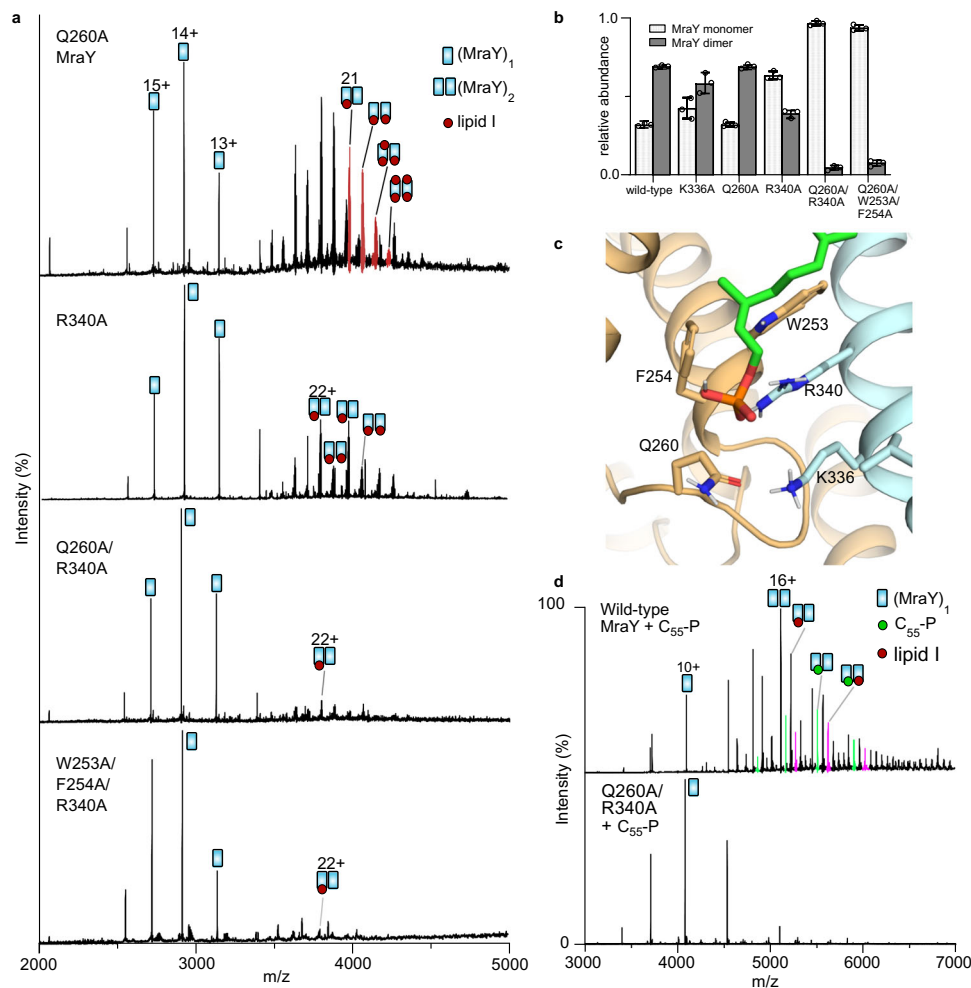 a
Q260A
MraY
15+
14+
13+
21
(MraY)1
(MraY)2
lipid I
R340A
22+
Q260A/
R340A
22+
W253A/
F254A/
R340A
22+
Intensity (%)
2000
3000
4000
5000
m/z
b
relative abundance
1.0
0.5
0.0
MraY monomer
MraY dimer
wild-type
K336A
Q260A
R340A
Q260A/
R340A
Q260A/
W253A/
F254A
c
W253
F254
R340
Q260
K336
d
100
Wild-type
MraY + C55-P
16+
10+
(MraY)1
C55-P
lipid I
Intensity (%)
Q260A/
R340A
+ C55-P
0
3000
4000
5000
6000
7000
m/z